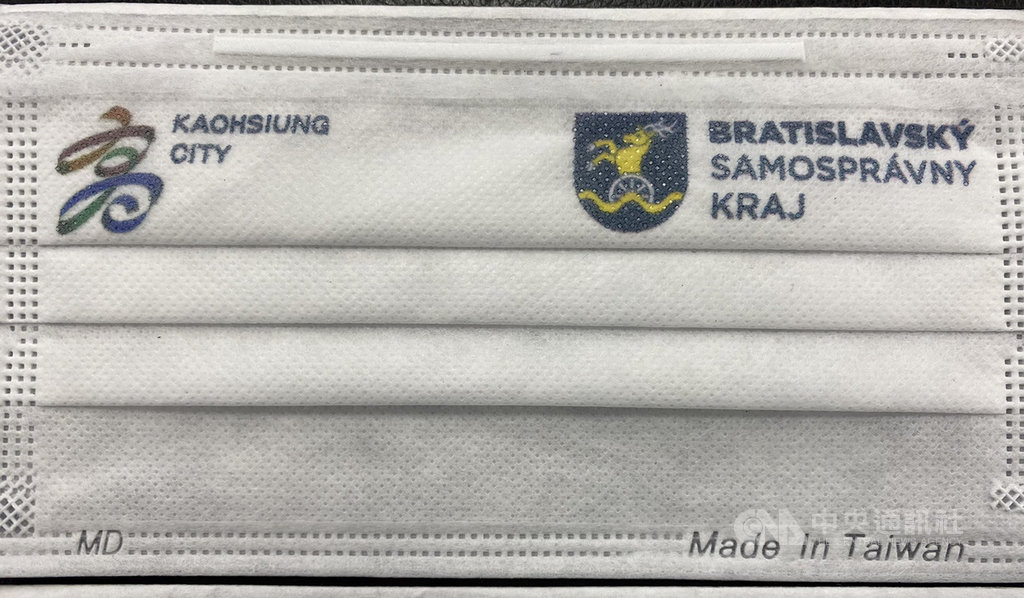 KAOHSIUNG
CITY
BRATISLAVSKÝ
SAMOSPRÁVNY
KRAJ
MD
Made In Taiwan
中央通訊社